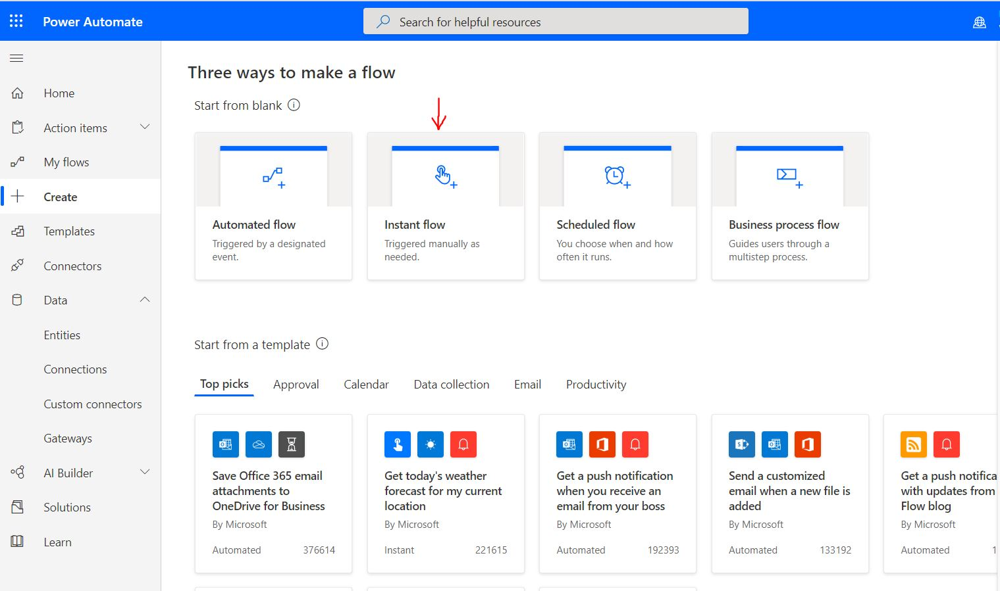 Power Automate
Search for helpful resources
Home
Action items
My flows
Create
Templates
Connectors
Data
Entities
Connections
Custom connectors
Gateways
AI Builder
Solutions
Learn
Three ways to make a flow
Start from blank
Automated flow
Triggered by a designated
event.
Instant flow
Triggered manually as
needed.
Scheduled flow
You choose when and how
often it runs.
Business process flow
Guides users through a
multistep process.
Start from a template
Top picks
Approval
Calendar
Data collection
Email
Productivity
Save Office 365 email
attachments to
OneDrive for Business
By Microsoft
Automated 376614
Get today's weather
forecast for my current
location
By Microsoft
Instant 221615
Get a push notification
when you receive an
email from your boss
By Microsoft
Automated 192393
Send a customized
email when a new file is
added
By Microsoft
Automated 133192
Get a push notifica
with updates from
Flow blog
By Microsoft
Automated 1